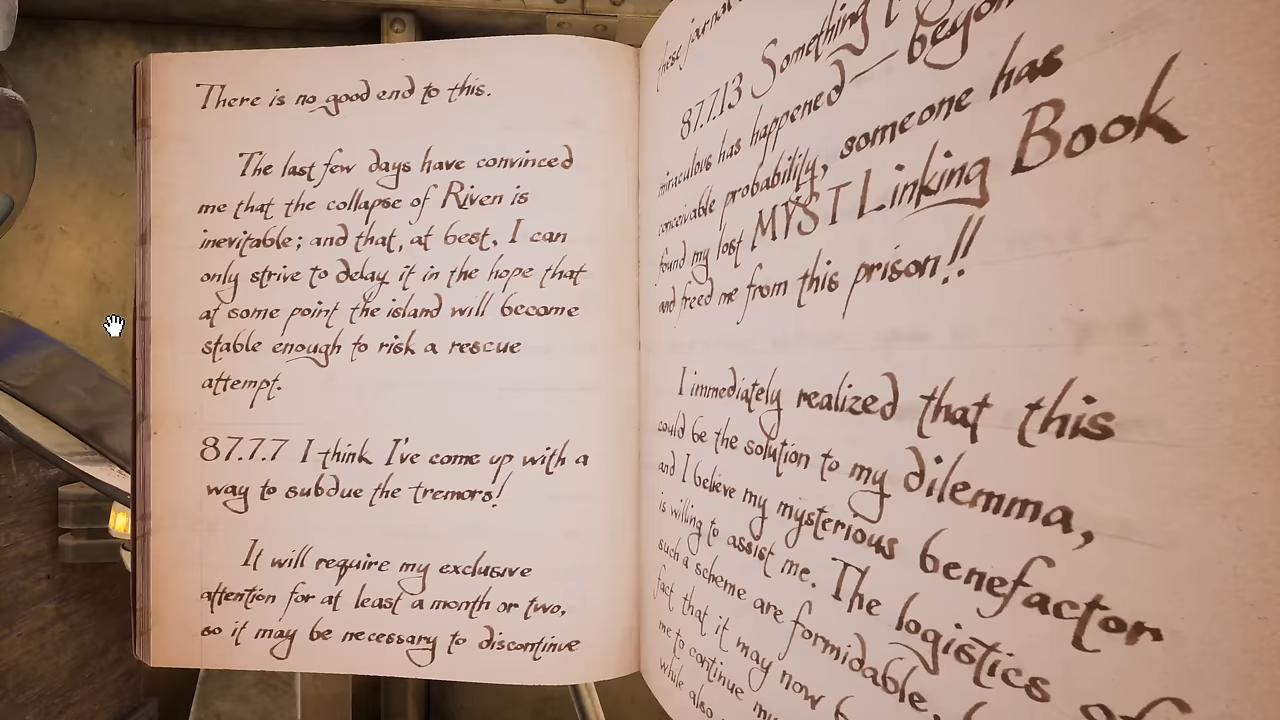 There is no good end to this.
The last few days have convinced
me that the collapse of Riven is
inevitable; and that, at best, I can
only strive to delay it in the hope that
at some point the island will become
stable enough to risk a rescue
attempt.
87.7.7 I think I've come up with a
way to subdue the tremors!
It will require my exclusive
attention for at least a month or two,
so it may be necessary to discontinue
these journal
87.7.13 Something
miraculous has happened — beyon
conceivable probability, someone has
found my lost MYST Linking Book
and freed me from this prison!!
I immediately realized that this
could be the solution to my dilemma,
and I believe my mysterious benefactor
is willing to assist me. The logistics of
such a scheme are formidable,
fact that it may now
me to continue my
while also